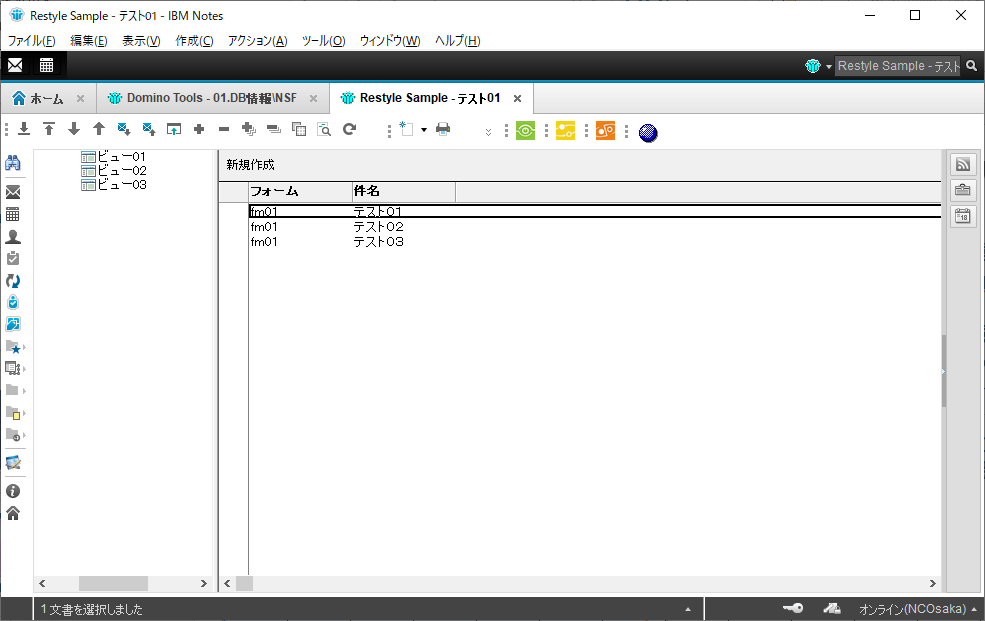 Restyle Sample - テスト01 - IBM Notes
ファイル(F) 編集(E) 表示(V) 作成(C) アクション(A) ツール(O) ウィンドウ(W) ヘルプ(H)
Restyle Sample - テスト
ホーム
Domino Tools - 01.DB情報\NSF
Restyle Sample - テスト01
ビュー01
ビュー02
ビュー03
新規作成
フォーム 件名
fm01 テスト01
fm01 テスト02
fm01 テスト03
18
1 文書を選択しました
オンライン(NCOsaka)